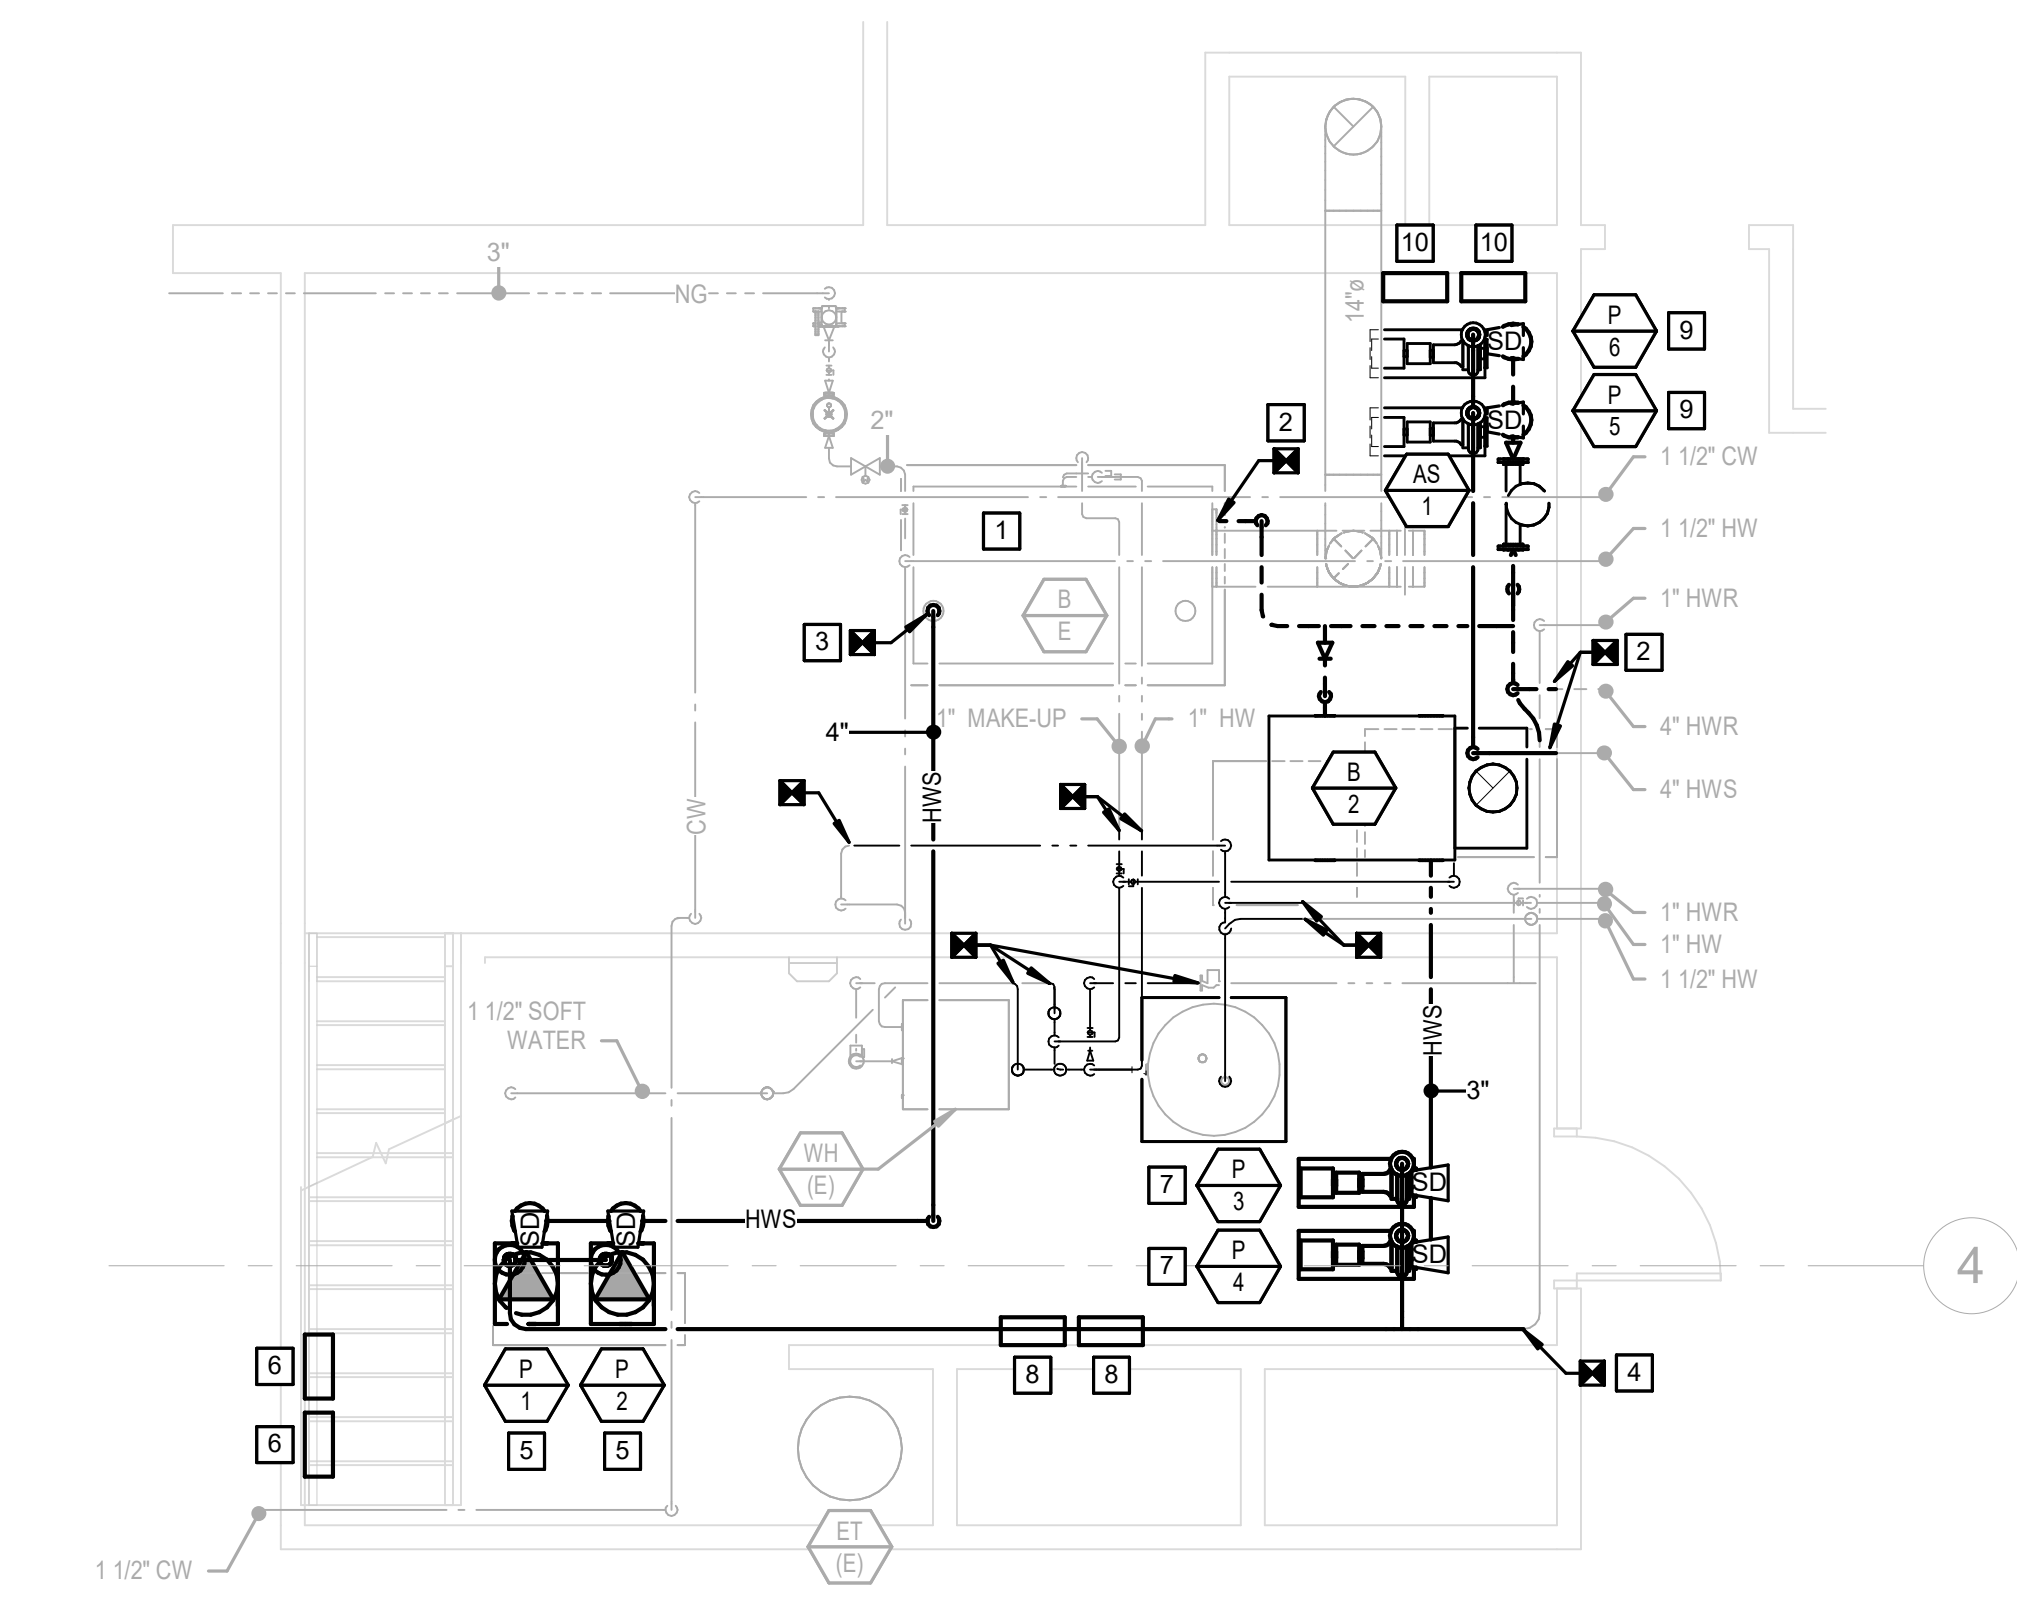 10
10
3"
NG
14"ø
P
6
9
SD
P
5
9
SD
2
2"
1 1/2" CW
AS
1
1
1 1/2" HW
B
E
1" HWR
3
2
1" MAKE-UP
1" HW
4" HWR
4"
B
2
4" HWS
HWS
CW
1" HWR
1" HW
1 1/2" HW
1 1/2" SOFT
WATER
HWS
3"
WH
(E)
7
P
3
SD
SD
SD
HWS
7
P
4
SD
4
6
P
1
P
2
8
8
4
6
5
5
ET
(E)
1 1/2" CW